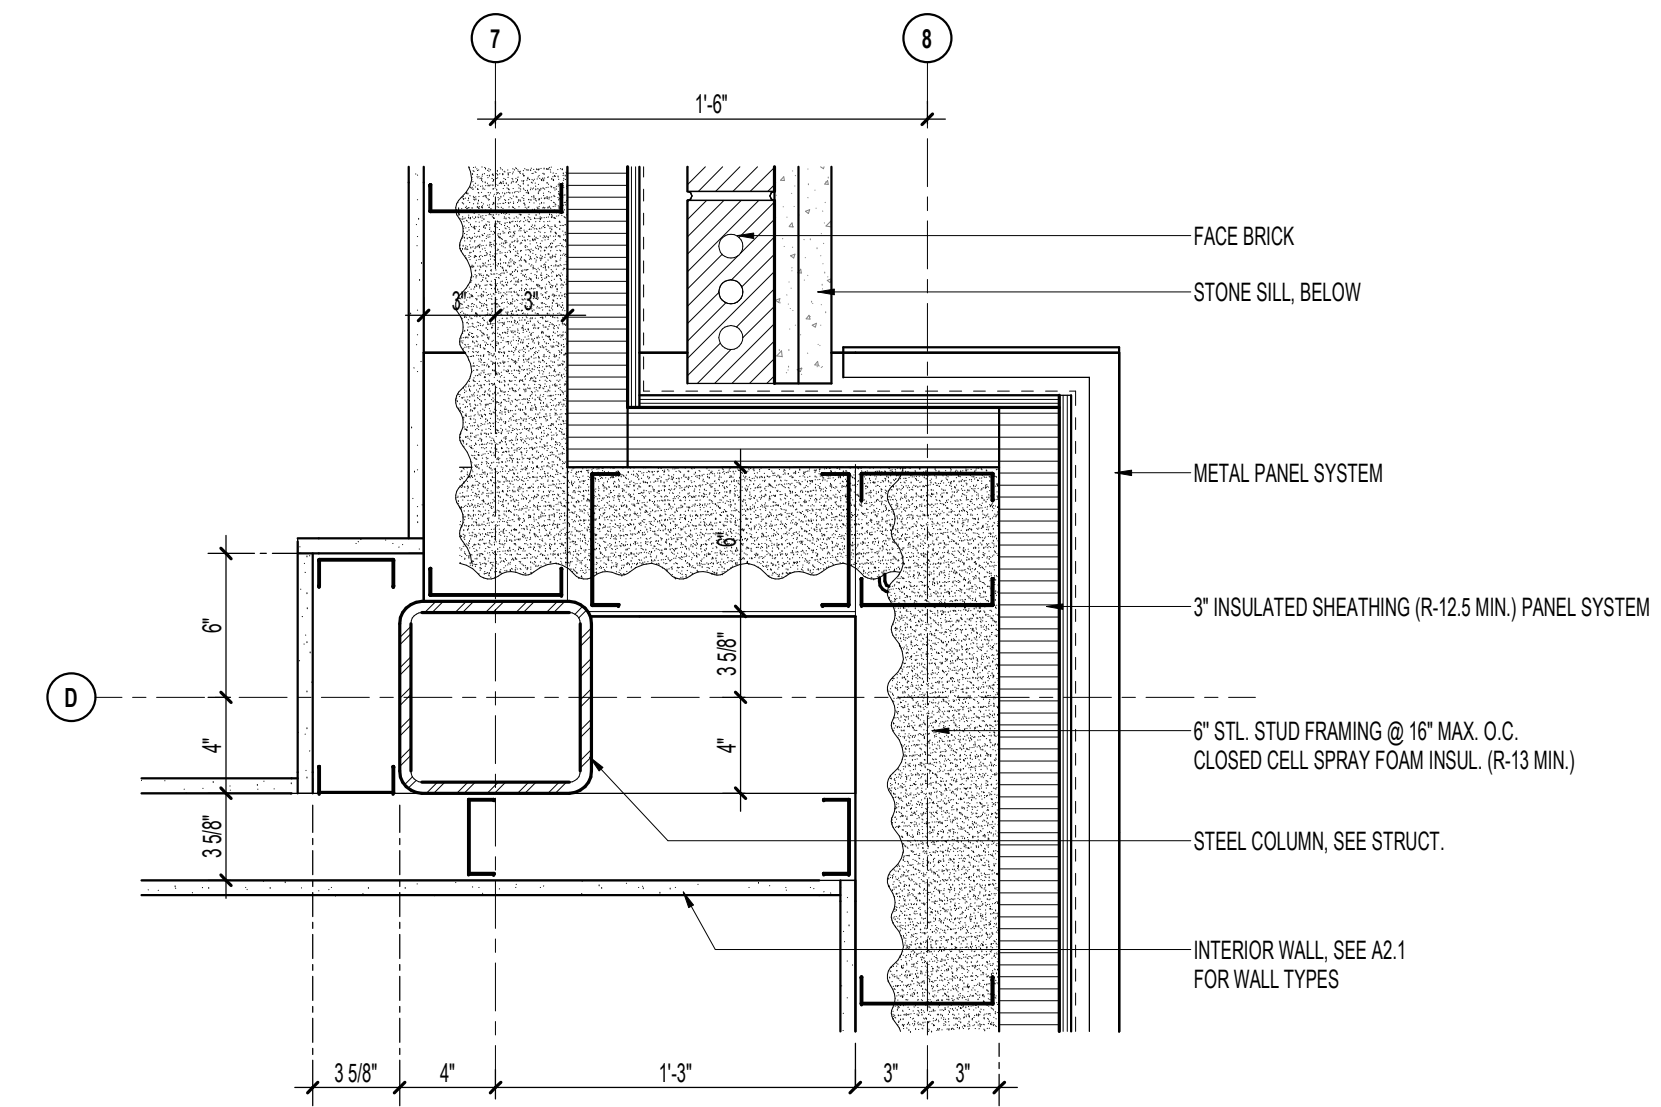 7
8
1'-6"
FACE BRICK
STONE SILL, BELOW
3"
3"
METAL PANEL SYSTEM
6"
3" INSULATED SHEATHING (R-12.5 MIN.) PANEL SYSTEM
6"
3 5/8"
D
6" STL. STUD FRAMING @ 16" MAX. O.C.
CLOSED CELL SPRAY FOAM INSUL. (R-13 MIN.)
4"
4"
3 5/8"
STEEL COLUMN, SEE STRUCT.
INTERIOR WALL, SEE A2.1
FOR WALL TYPES
3 5/8"
4"
1'-3"
3"
3"